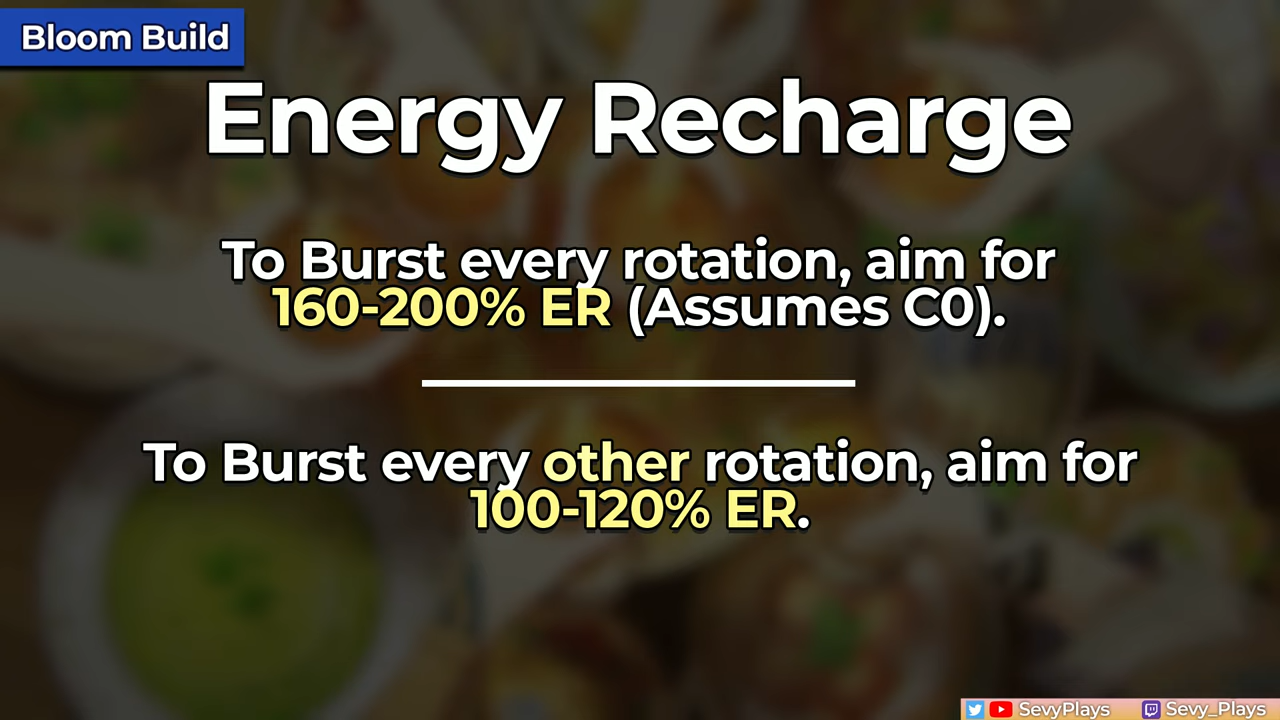 Bloom Build
Energy Recharge
To Burst every rotation, aim for
160-200% ER (Assumes C0).
To Burst every other rotation, aim for
100-120% ER.
SevyPlays Sevy_Plays